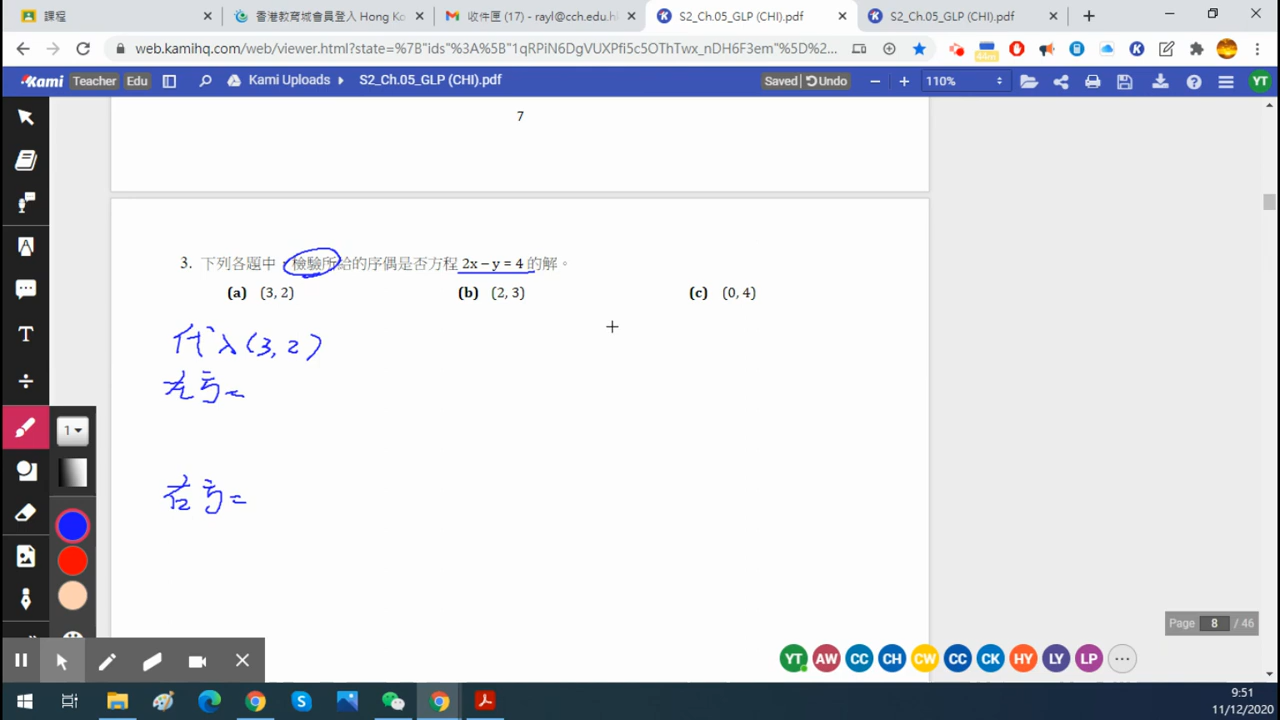 課程
香港教育城會員登入 Hong Ko
收件匣 (17) - rayl@cch.edu.hk
S2_Ch.05_GLP (CHI).pdf
S2_Ch.05_GLP (CHI).pdf
web.kamihq.com/web/viewer.html?state=%7B"ids"%3A%5B"1qRPiN6DgVUXPfi5c5OThTwx_nDH6F3em"%5D%2...
44m
Kami Teacher Edu Kami Uploads S2_Ch.05_GLP (CHI).pdf Saved Undo 110% YT
7
3. 下列各題中，檢驗所給的序偶是否方程 2x – y = 4 的解。
(a) (3, 2) (b) (2, 3) (c) (0, 4)
代入(3, 2)
左方=
右方=
1
Page 8 / 46
YT AW CC CH CW CC CK HY LY LP ...
9:51
11/12/2020